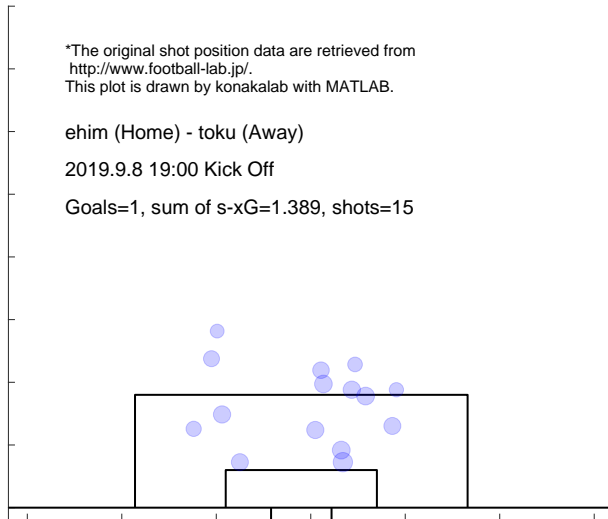 *The original shot position data are retrieved from
http://www.football-lab.jp/.
This plot is drawn by konakalab with MATLAB.
ehim (Home) - toku (Away)
2019.9.8 19:00 Kick Off
Goals=1, sum of s-xG=1.389, shots=15